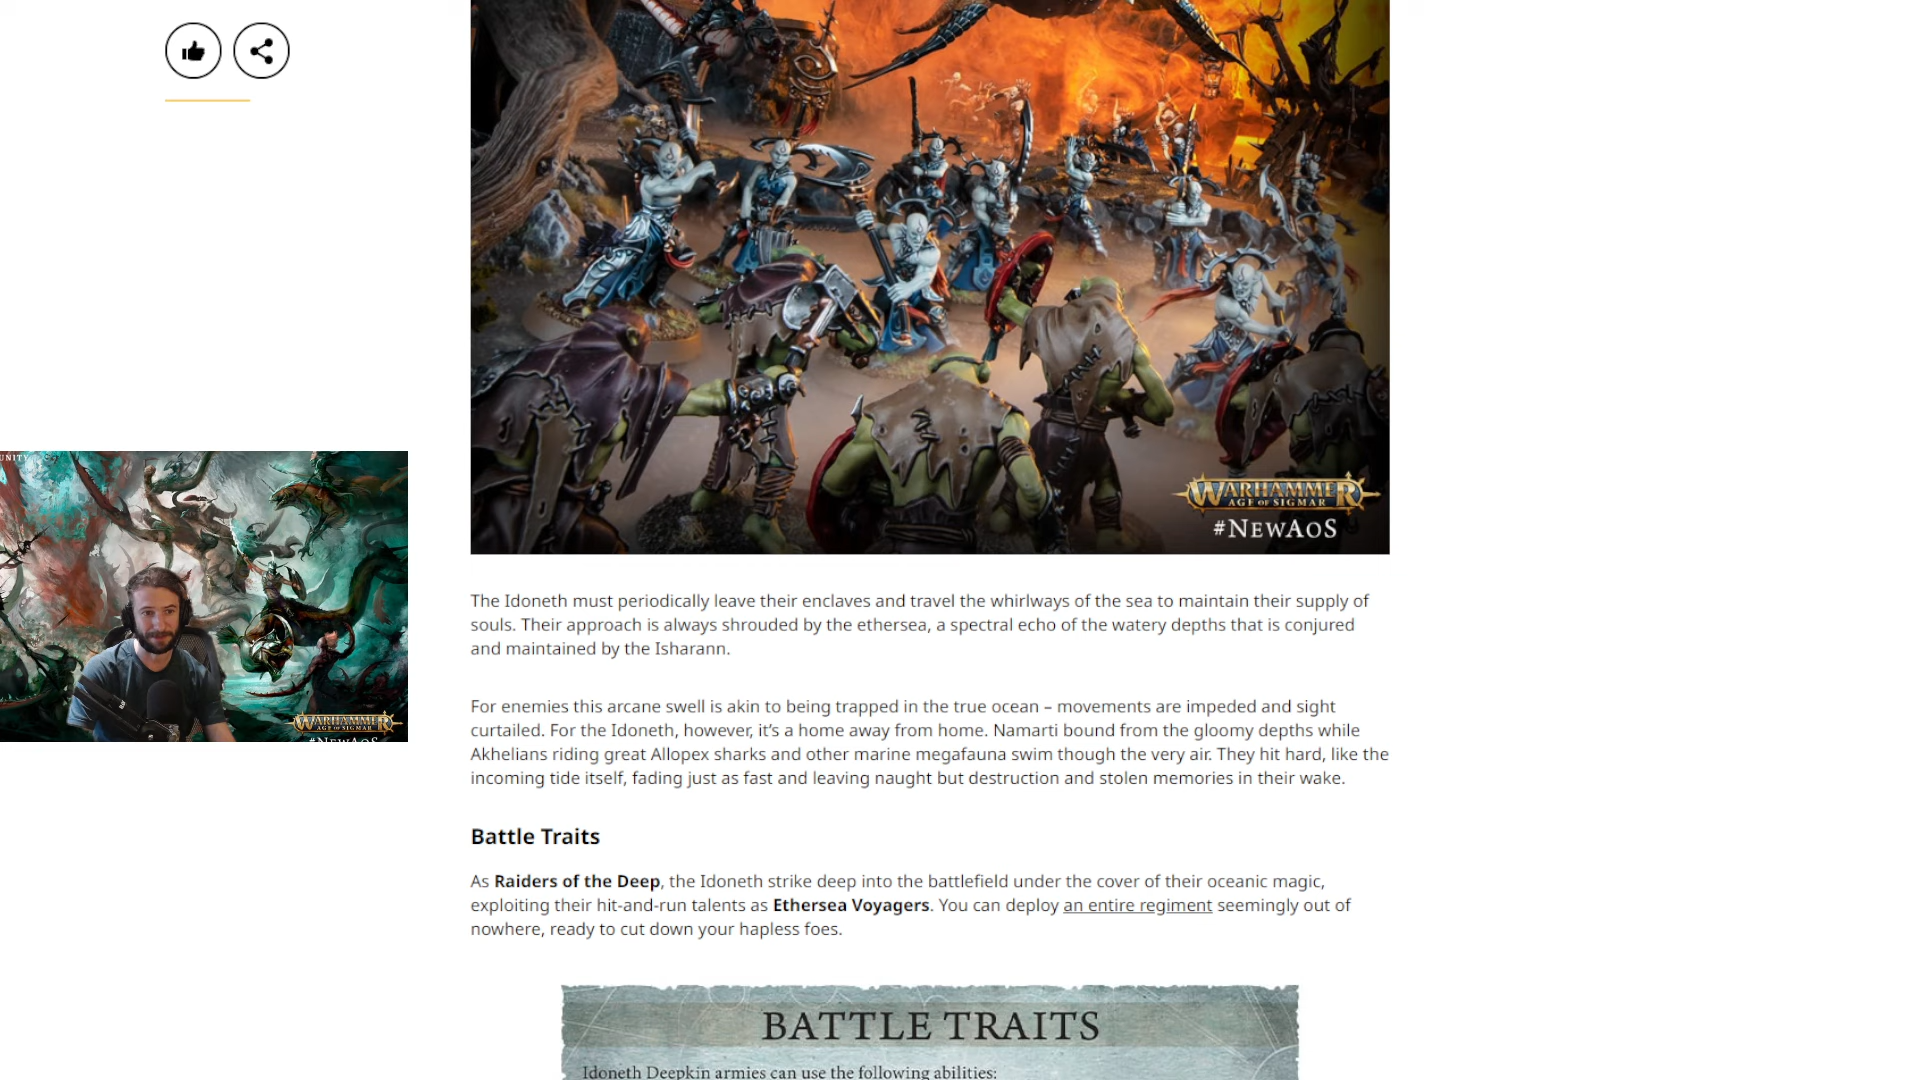 WARHAMMER
AGE OF SIGMAR
#NEWAOS
UNITY
WARHAMMER
AGE OF SIGMAR
#NEWAOS
The Idoneth must periodically leave their enclaves and travel the whirlways of the sea to maintain their supply of
souls. Their approach is always shrouded by the ethersea, a spectral echo of the watery depths that is conjured
and maintained by the Isharann.
For enemies this arcane swell is akin to being trapped in the true ocean – movements are impeded and sight
curtailed. For the Idoneth, however, it’s a home away from home. Namarti bound from the gloomy depths while
Akhelians riding great Allopex sharks and other marine megafauna swim though the very air. They hit hard, like the
incoming tide itself, fading just as fast and leaving naught but destruction and stolen memories in their wake.
Battle Traits
As Raiders of the Deep, the Idoneth strike deep into the battlefield under the cover of their oceanic magic,
exploiting their hit-and-run talents as Ethersea Voyagers. You can deploy an entire regiment seemingly out of
nowhere, ready to cut down your hapless foes.
BATTLE TRAITS
Idoneth Deepkin armies can use the following abilities: